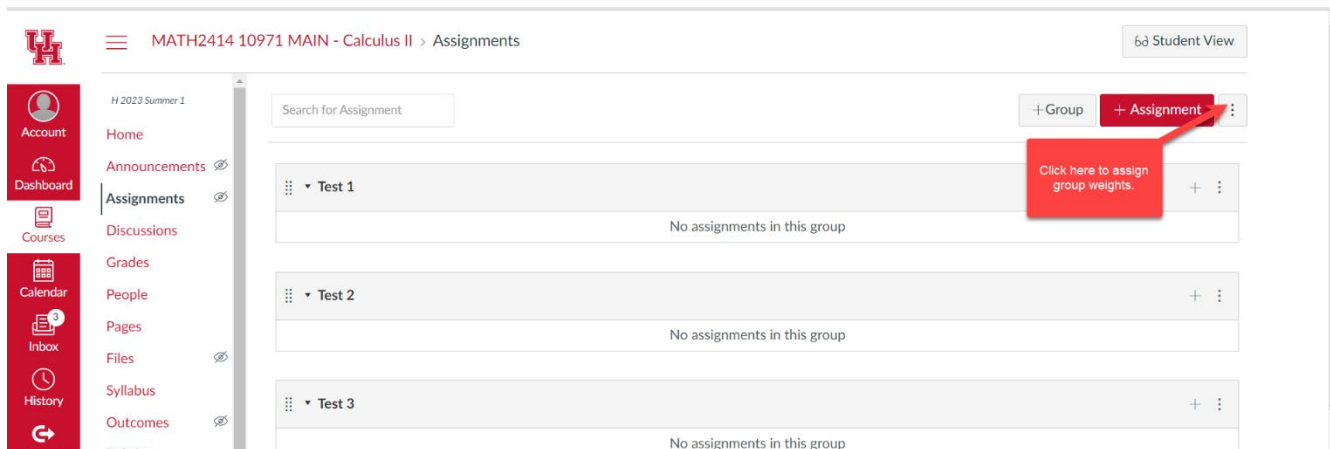 UH
MATH2414 10971 MAIN - Calculus II > Assignments
Student View
Account
Dashboard
Courses
Calendar
3
Inbox
History
H 2023 Summer 1
Home
Announcements
Assignments
Discussions
Grades
People
Pages
Files
Syllabus
Outcomes
Search for Assignment
+Group
+ Assignment
Click here to assign
group weights.
Test 1
No assignments in this group
Test 2
No assignments in this group
Test 3
No assignments in this group